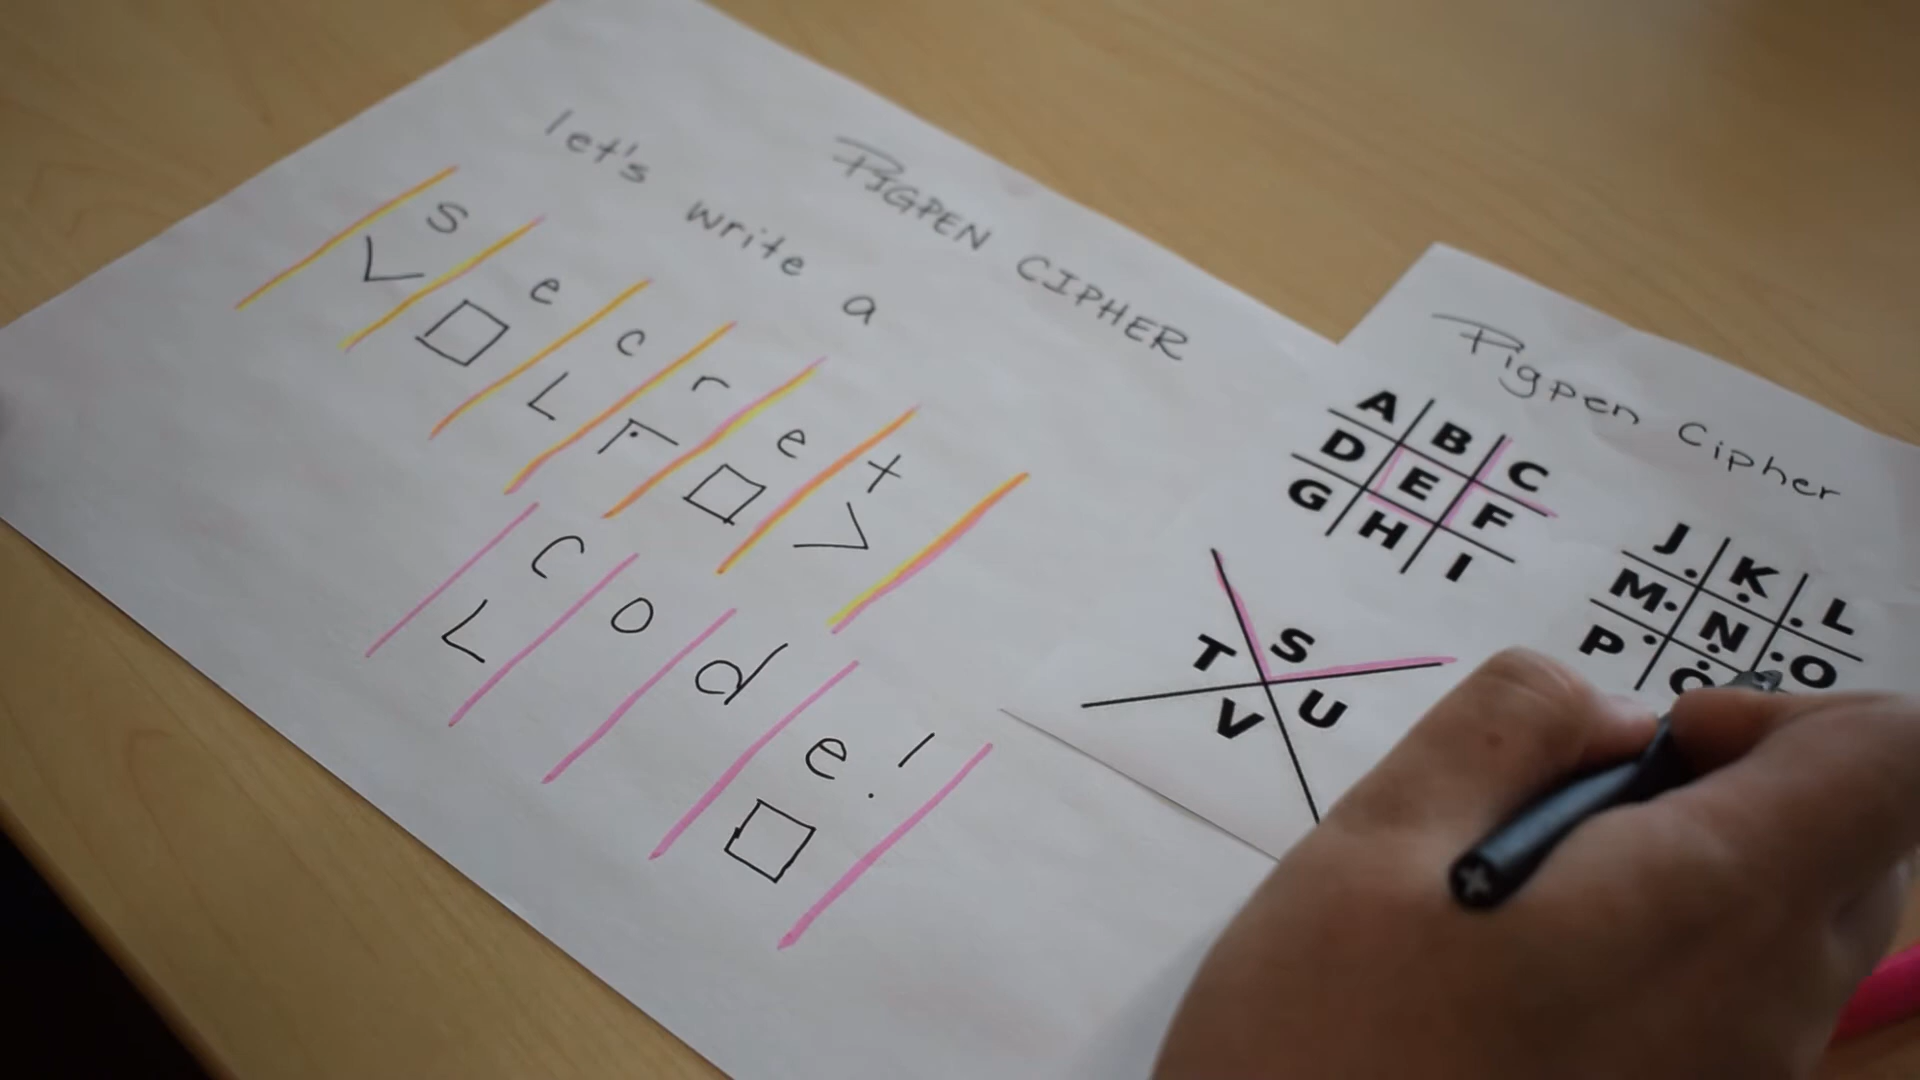 PIGPEN CIPHER
let's write a
s e c r e t
c o d e !
Pigpen Cipher
A B C
D E F
G H I
J K L
M N O
P Q
S
T U
V